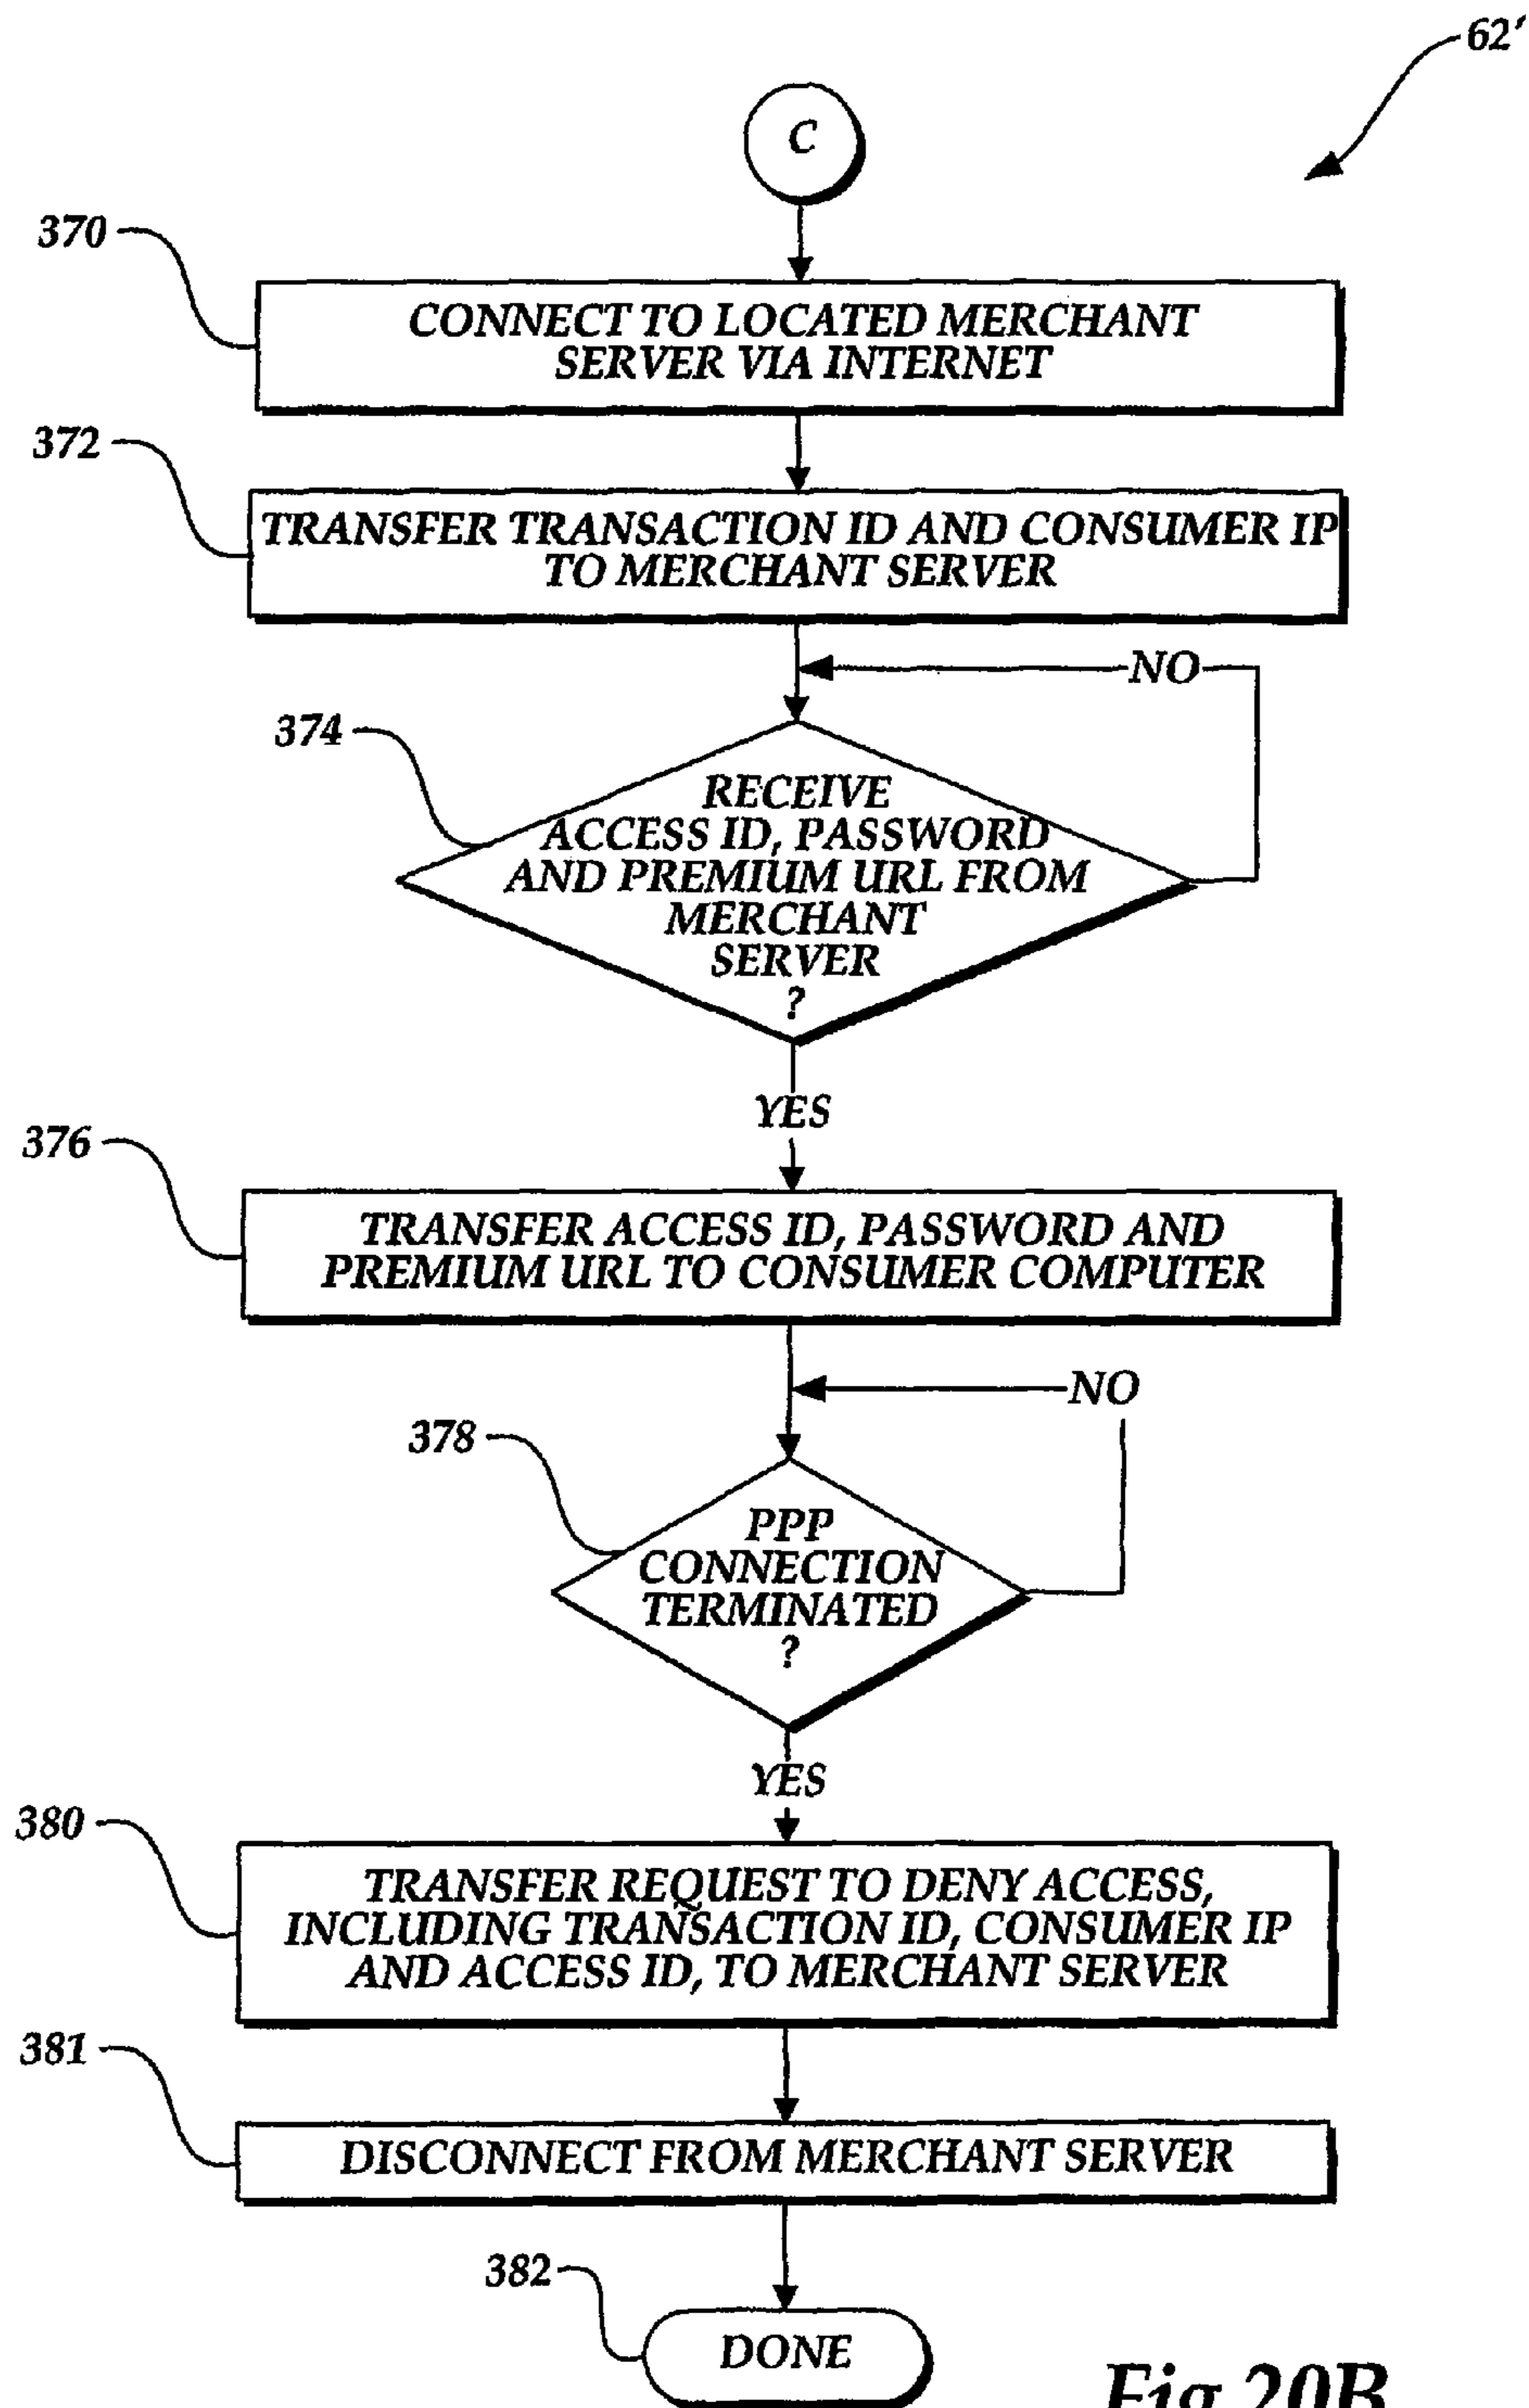 62'
C
370
CONNECT TO LOCATED MERCHANT
SERVER VIA INTERNET
372
TRANSFER TRANSACTION ID AND CONSUMER IP
TO MERCHANT SERVER
NO
374
RECEIVE
ACCESS ID, PASSWORD
AND PREMIUM URL FROM
MERCHANT
SERVER
?
YES
376
TRANSFER ACCESS ID, PASSWORD AND
PREMIUM URL TO CONSUMER COMPUTER
NO
378
PPP
CONNECTION
TERMINATED
?
YES
380
TRANSFER REQUEST TO DENY ACCESS,
INCLUDING TRANSACTION ID, CONSUMER IP
AND ACCESS ID, TO MERCHANT SERVER
381
DISCONNECT FROM MERCHANT SERVER
382
DONE
Fig. 20B